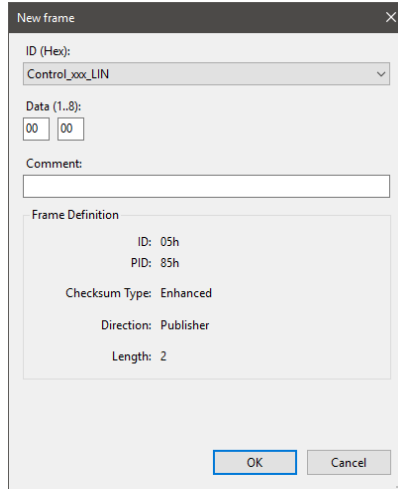 New frame
ID (Hex):
Control_xxx_LIN
Data (1..8):
00 00
Comment:
Frame Definition
ID: 05h
PID: 85h
Checksum Type: Enhanced
Direction: Publisher
Length: 2
OK Cancel